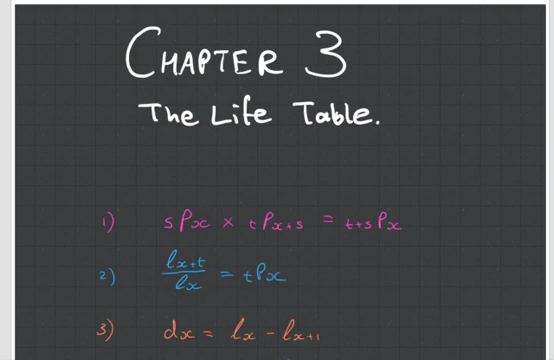 CHAPTER 3
The Life Table.
1) sPx × tPx+s = t+sPx
2) lx+t / lx = tPx
3) dx = lx - lx+1